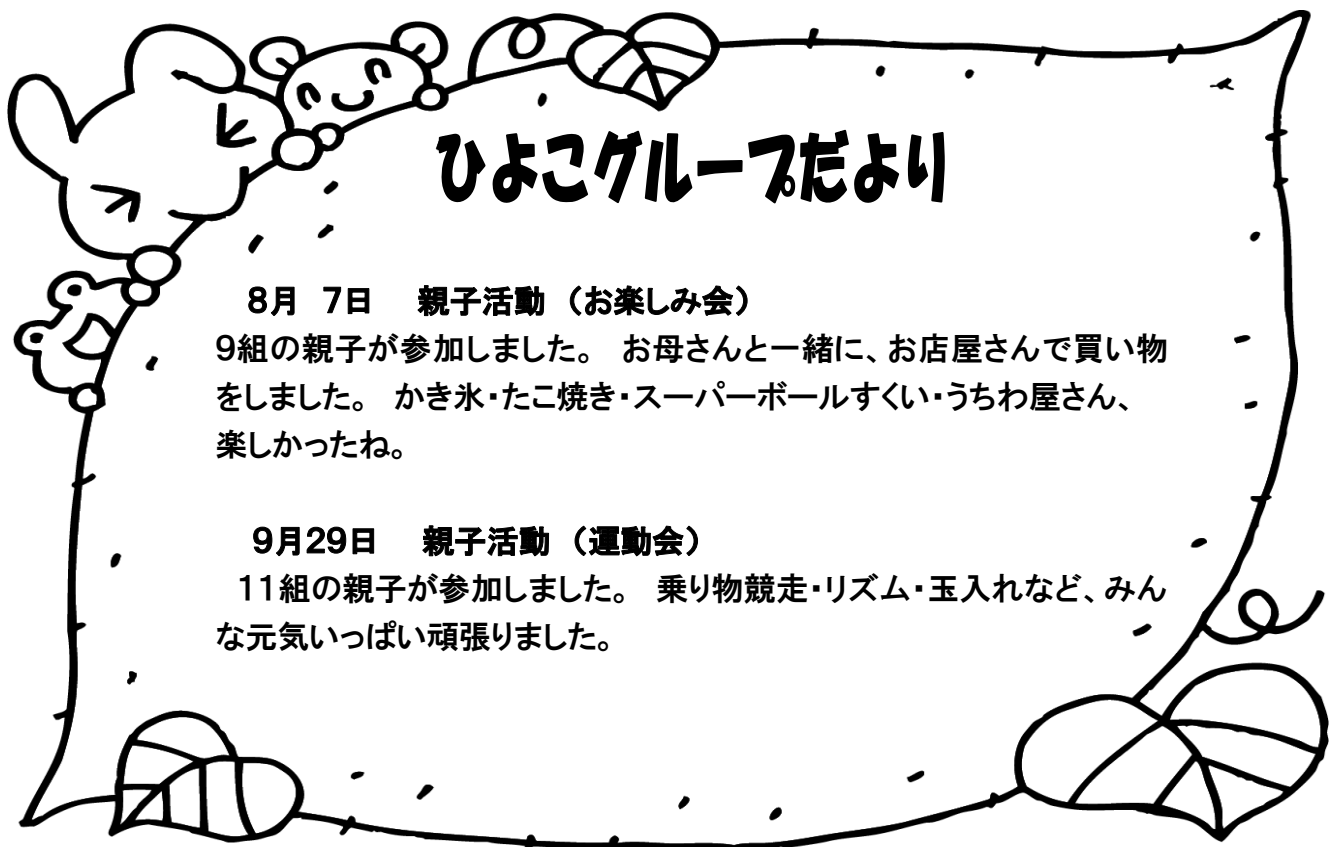 ひよこグループだより
８月　７日　　親子活動　（お楽しみ会）
９組の親子が参加しました。　お母さんと一緒に、お店屋さんで買い物
をしました。　かき氷・たこ焼き・スーパーボールすくい・うちわ屋さん、
楽しかったね。
９月２９日　　親子活動　（運動会）
１１組の親子が参加しました。　乗り物競走・リズム・玉入れなど、みん
な元気いっぱい頑張りました。